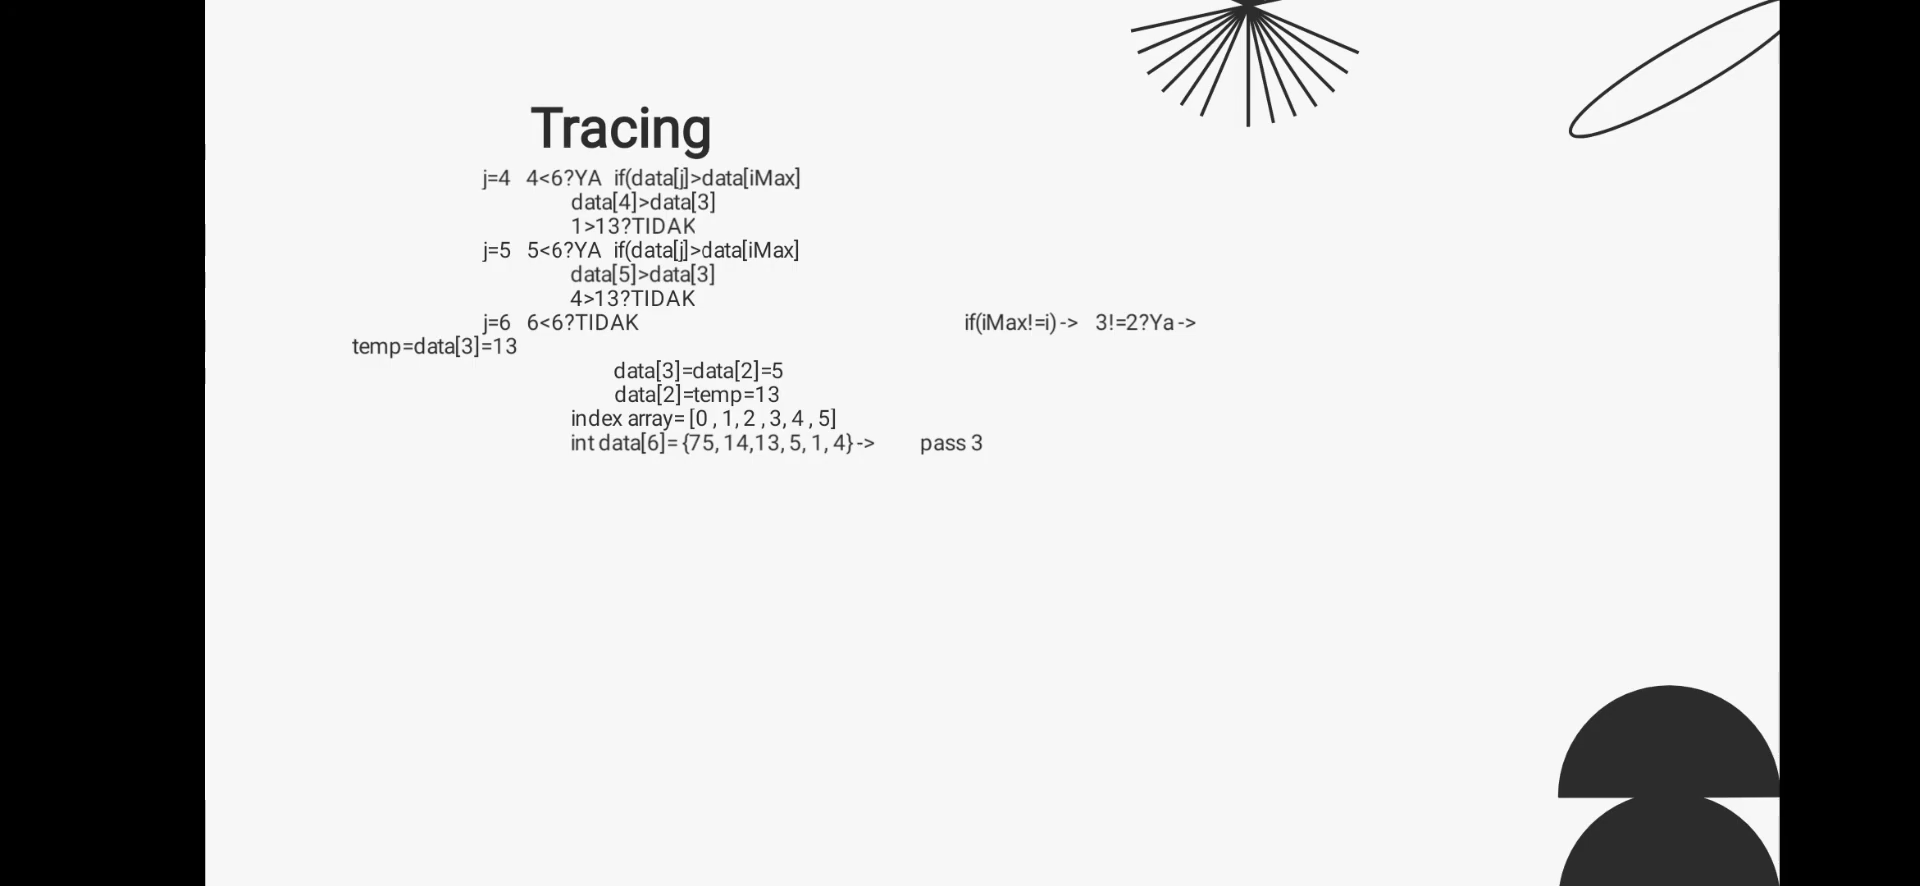 Tracing
j=4 4<6?YA if(data[j]>data[iMax]
data[4]>data[3]
1>13?TIDAK
j=5 5<6?YA if(data[j]>data[iMax]
data[5]>data[3]
4>13?TIDAK
j=6 6<6?TIDAK if(iMax!=i)-> 3!=2?Ya->
temp=data[3]=13
data[3]=data[2]=5
data[2]=temp=13
index array= [0 , 1, 2 , 3, 4 , 5]
int data[6]= {75, 14,13, 5, 1, 4}-> pass 3